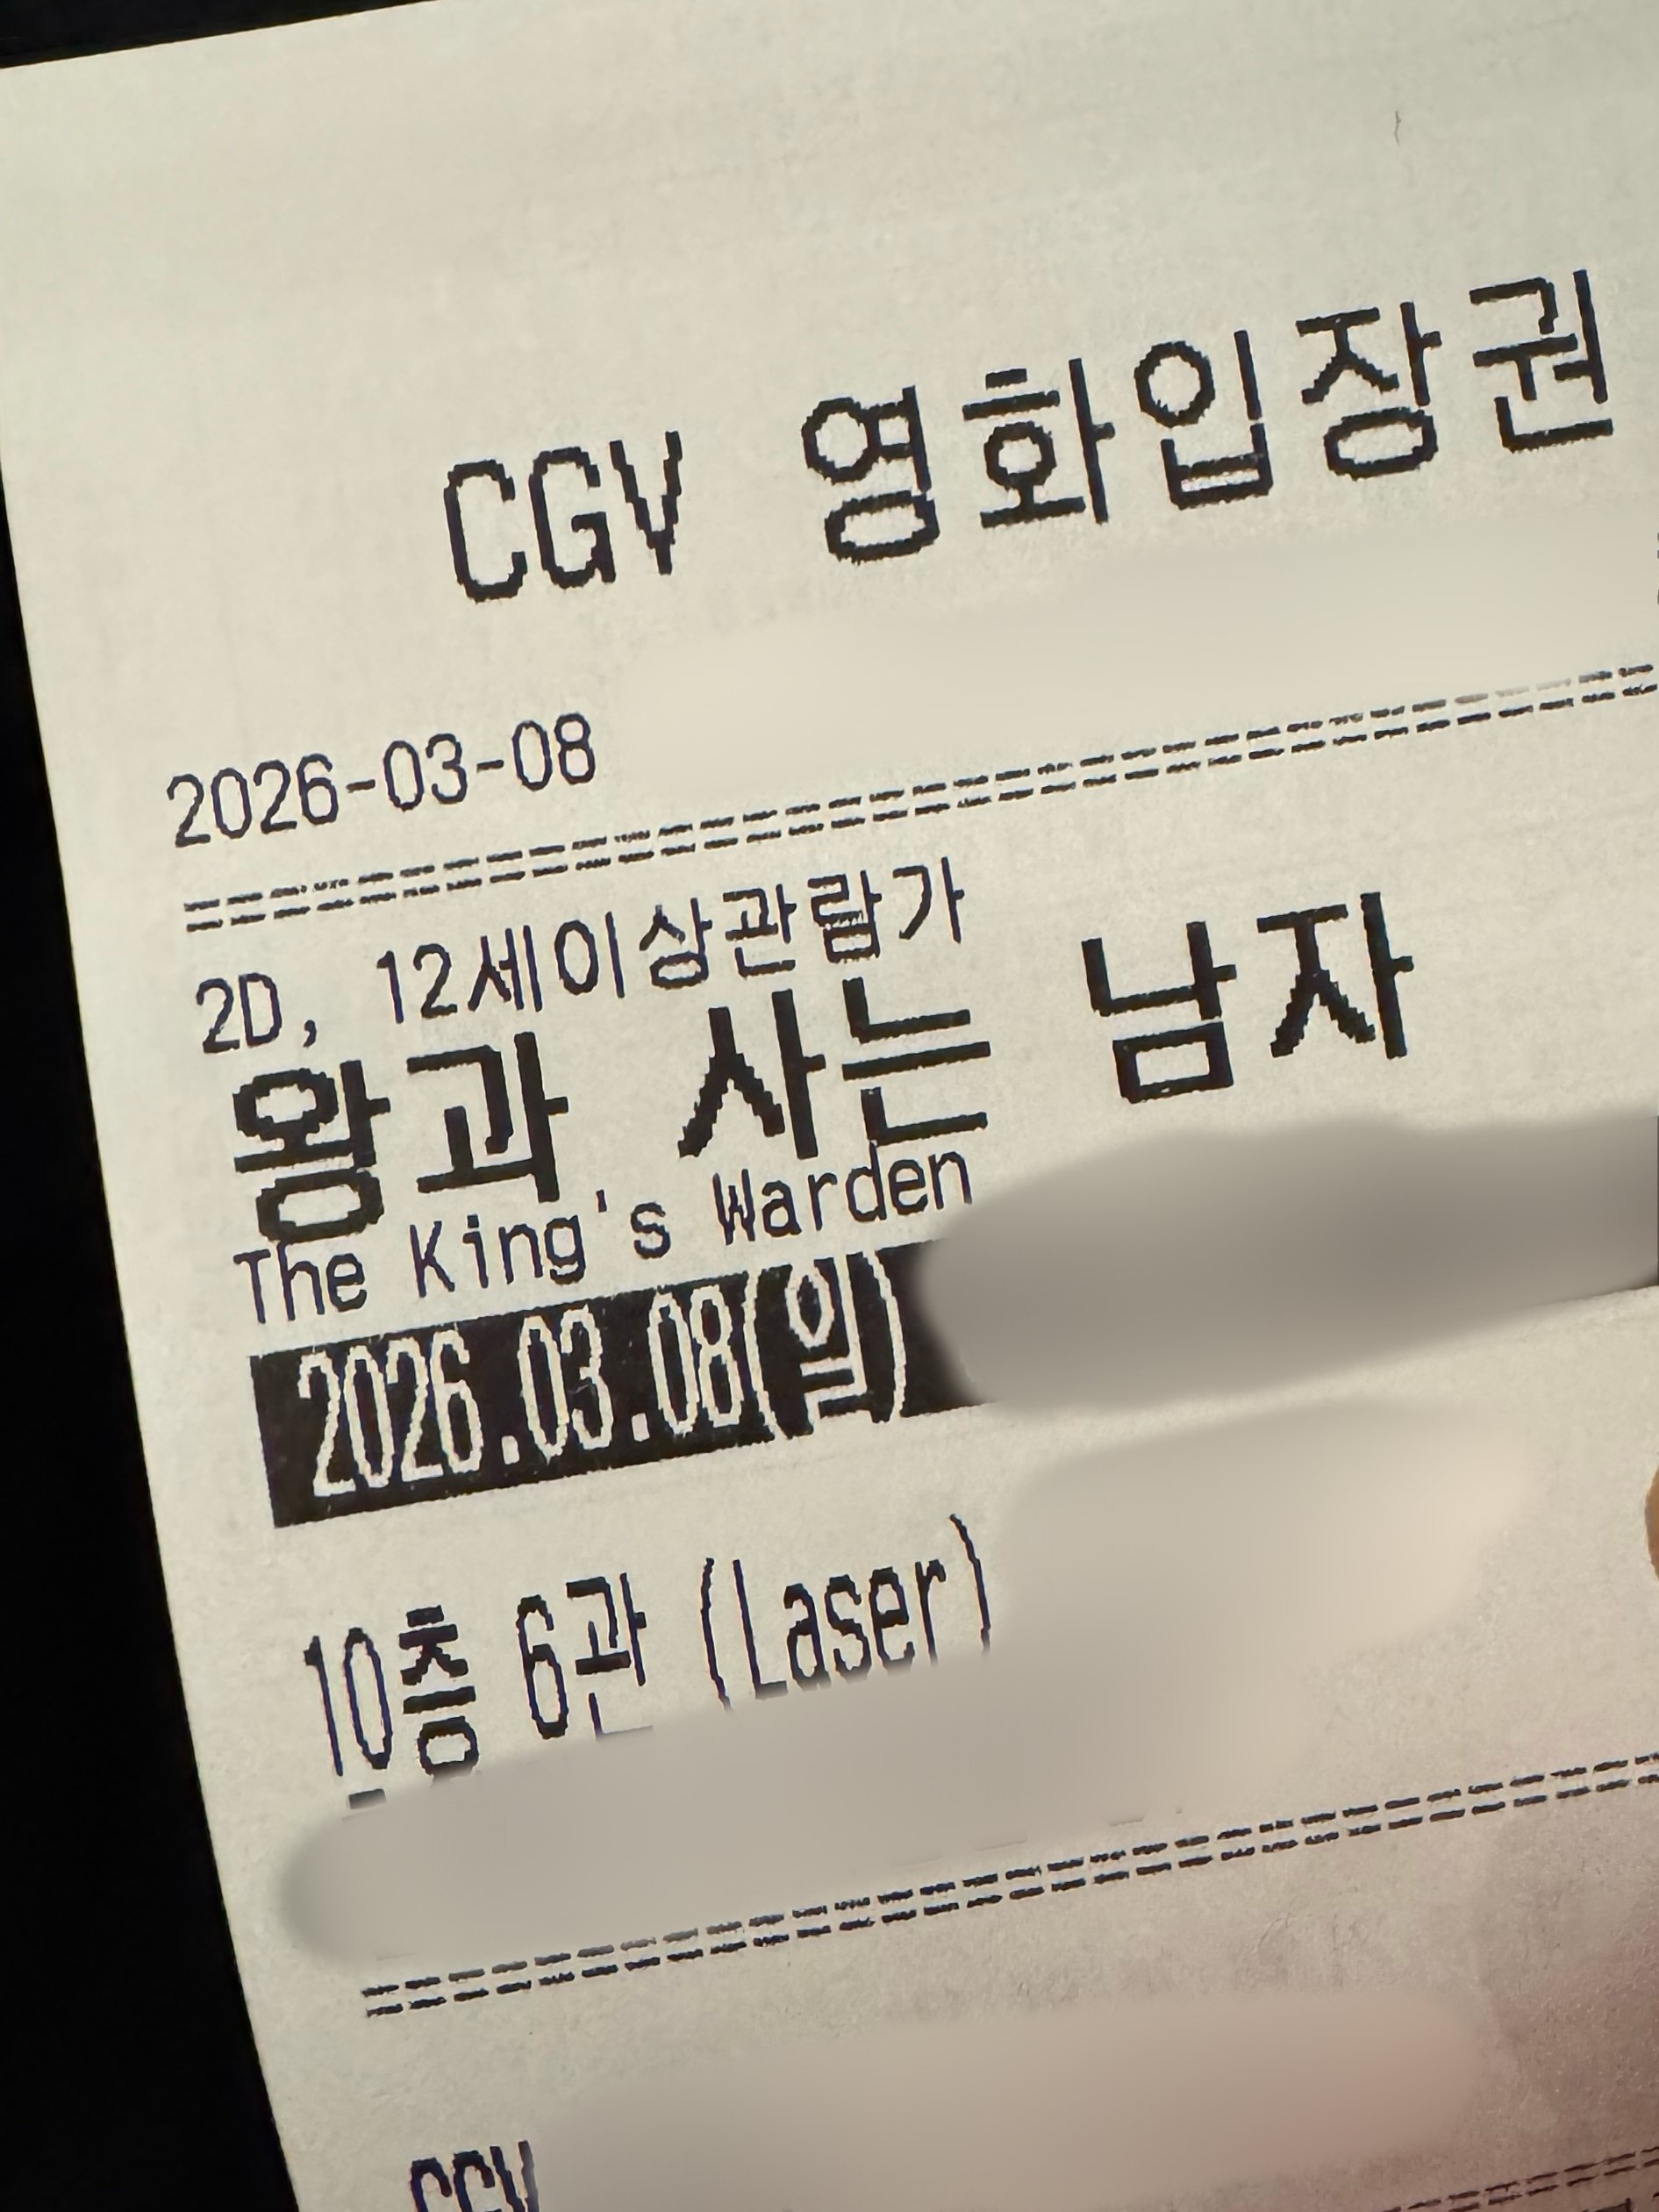 CGV 영화입장권
2026-03-08
2D, 12세이상관람가
왕과 사는 남자
The King's Warden
2026.03.08(일)
10층 6관 (Laser)
CGV